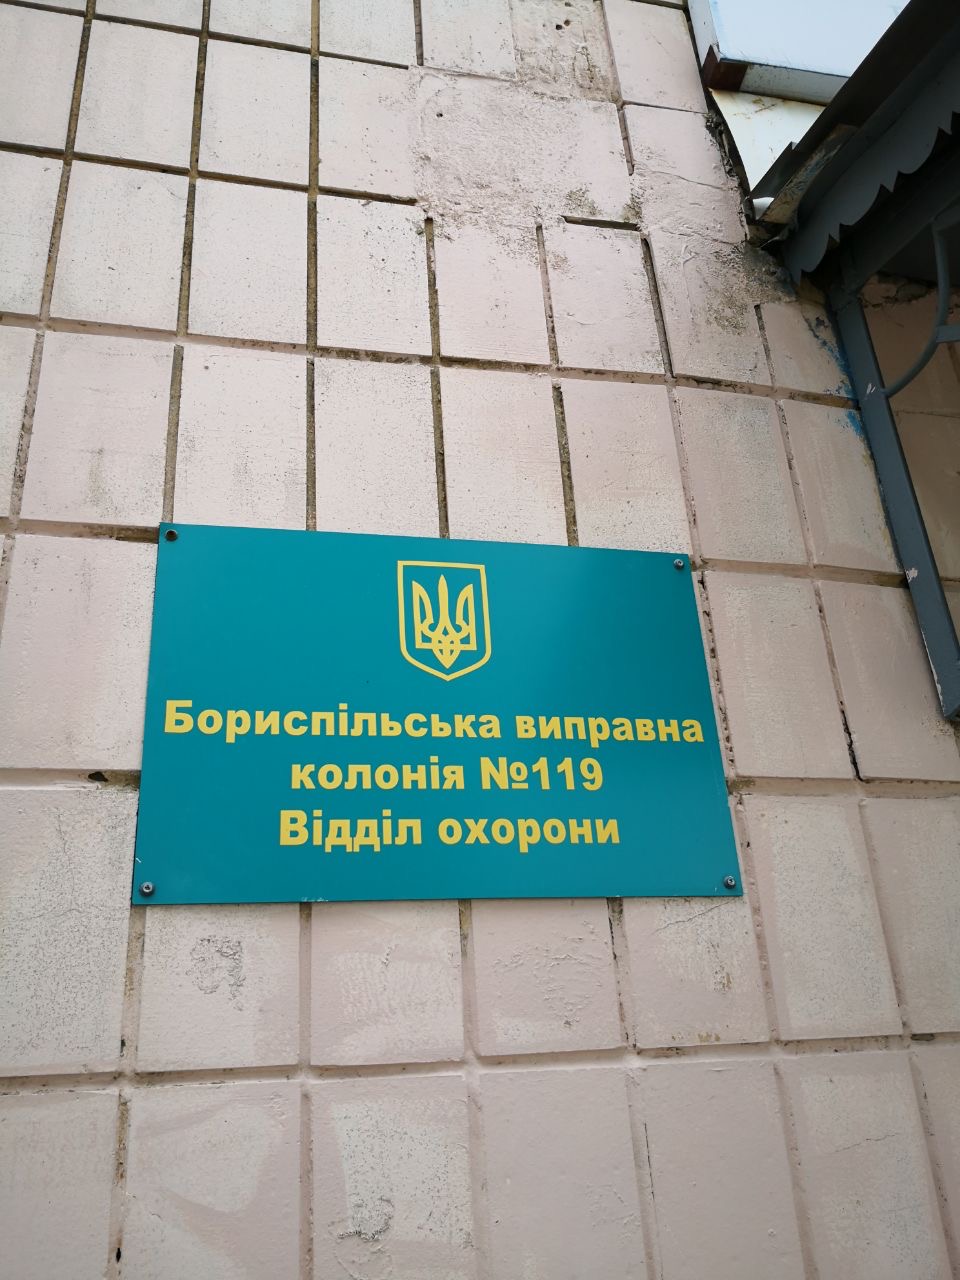 Бориспільська виправна
колонія №119
Відділ охорони